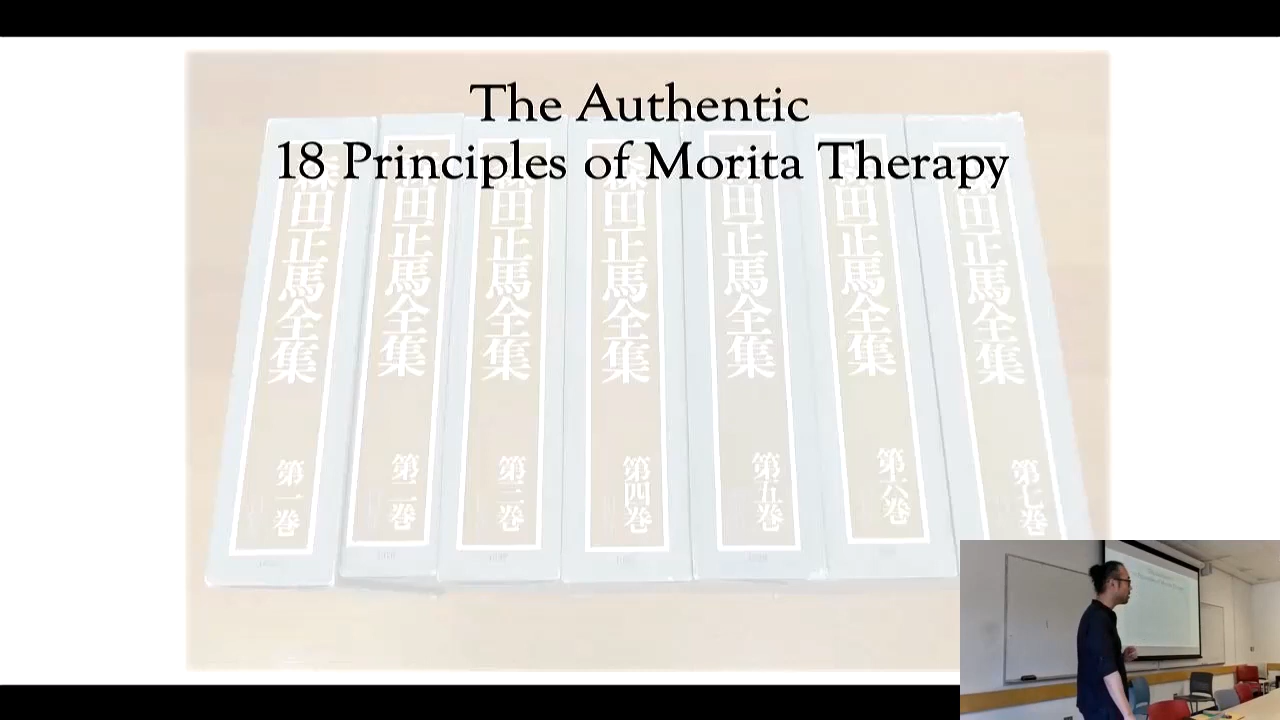 The Authentic
18 Principles of Morita Therapy
森田正馬全集
第一巻
森田正馬全集
第二巻
森田正馬全集
第三巻
森田正馬全集
第四巻
森田正馬全集
第五巻
森田正馬全集
第六巻
森田正馬全集
第七巻